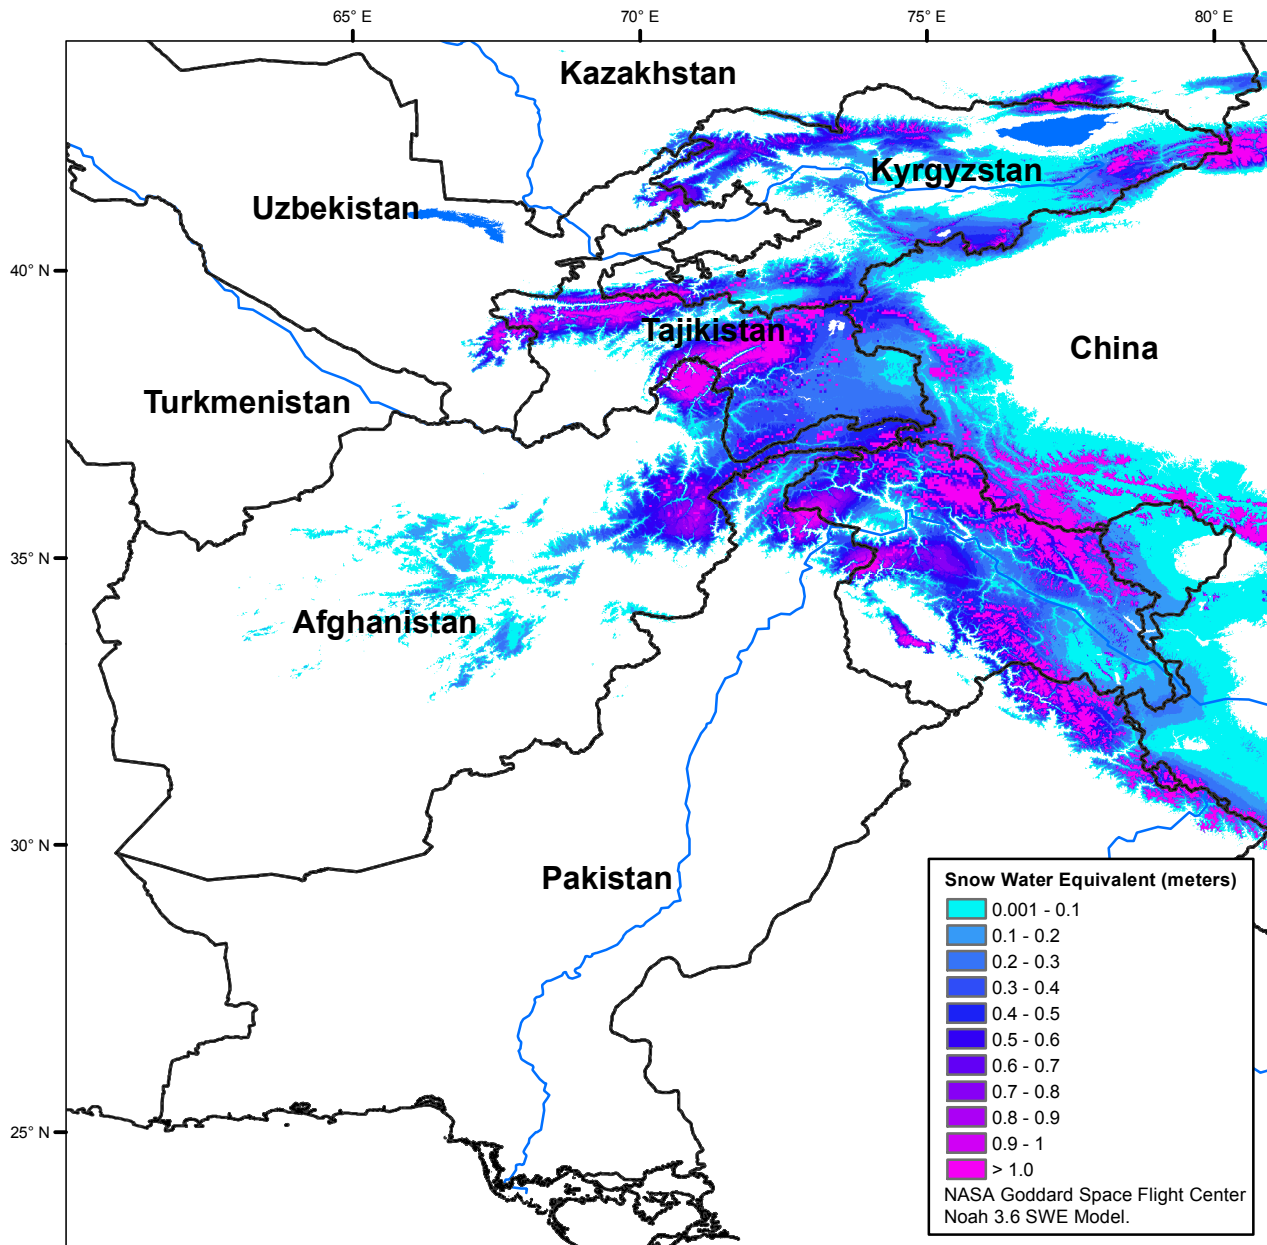 65° E
70° E
75° E
80° E
Kazakhstan
Kyrgyzstan
Uzbekistan
40° N
Tajikistan
China
Turkmenistan
35° N
Afghanistan
30° N
Pakistan
25° N
Snow Water Equivalent (meters)
0.001 - 0.1
0.1 - 0.2
0.2 - 0.3
0.3 - 0.4
0.4 - 0.5
0.5 - 0.6
0.6 - 0.7
0.7 - 0.8
0.8 - 0.9
0.9 - 1
> 1.0
NASA Goddard Space Flight Center
Noah 3.6 SWE Model.